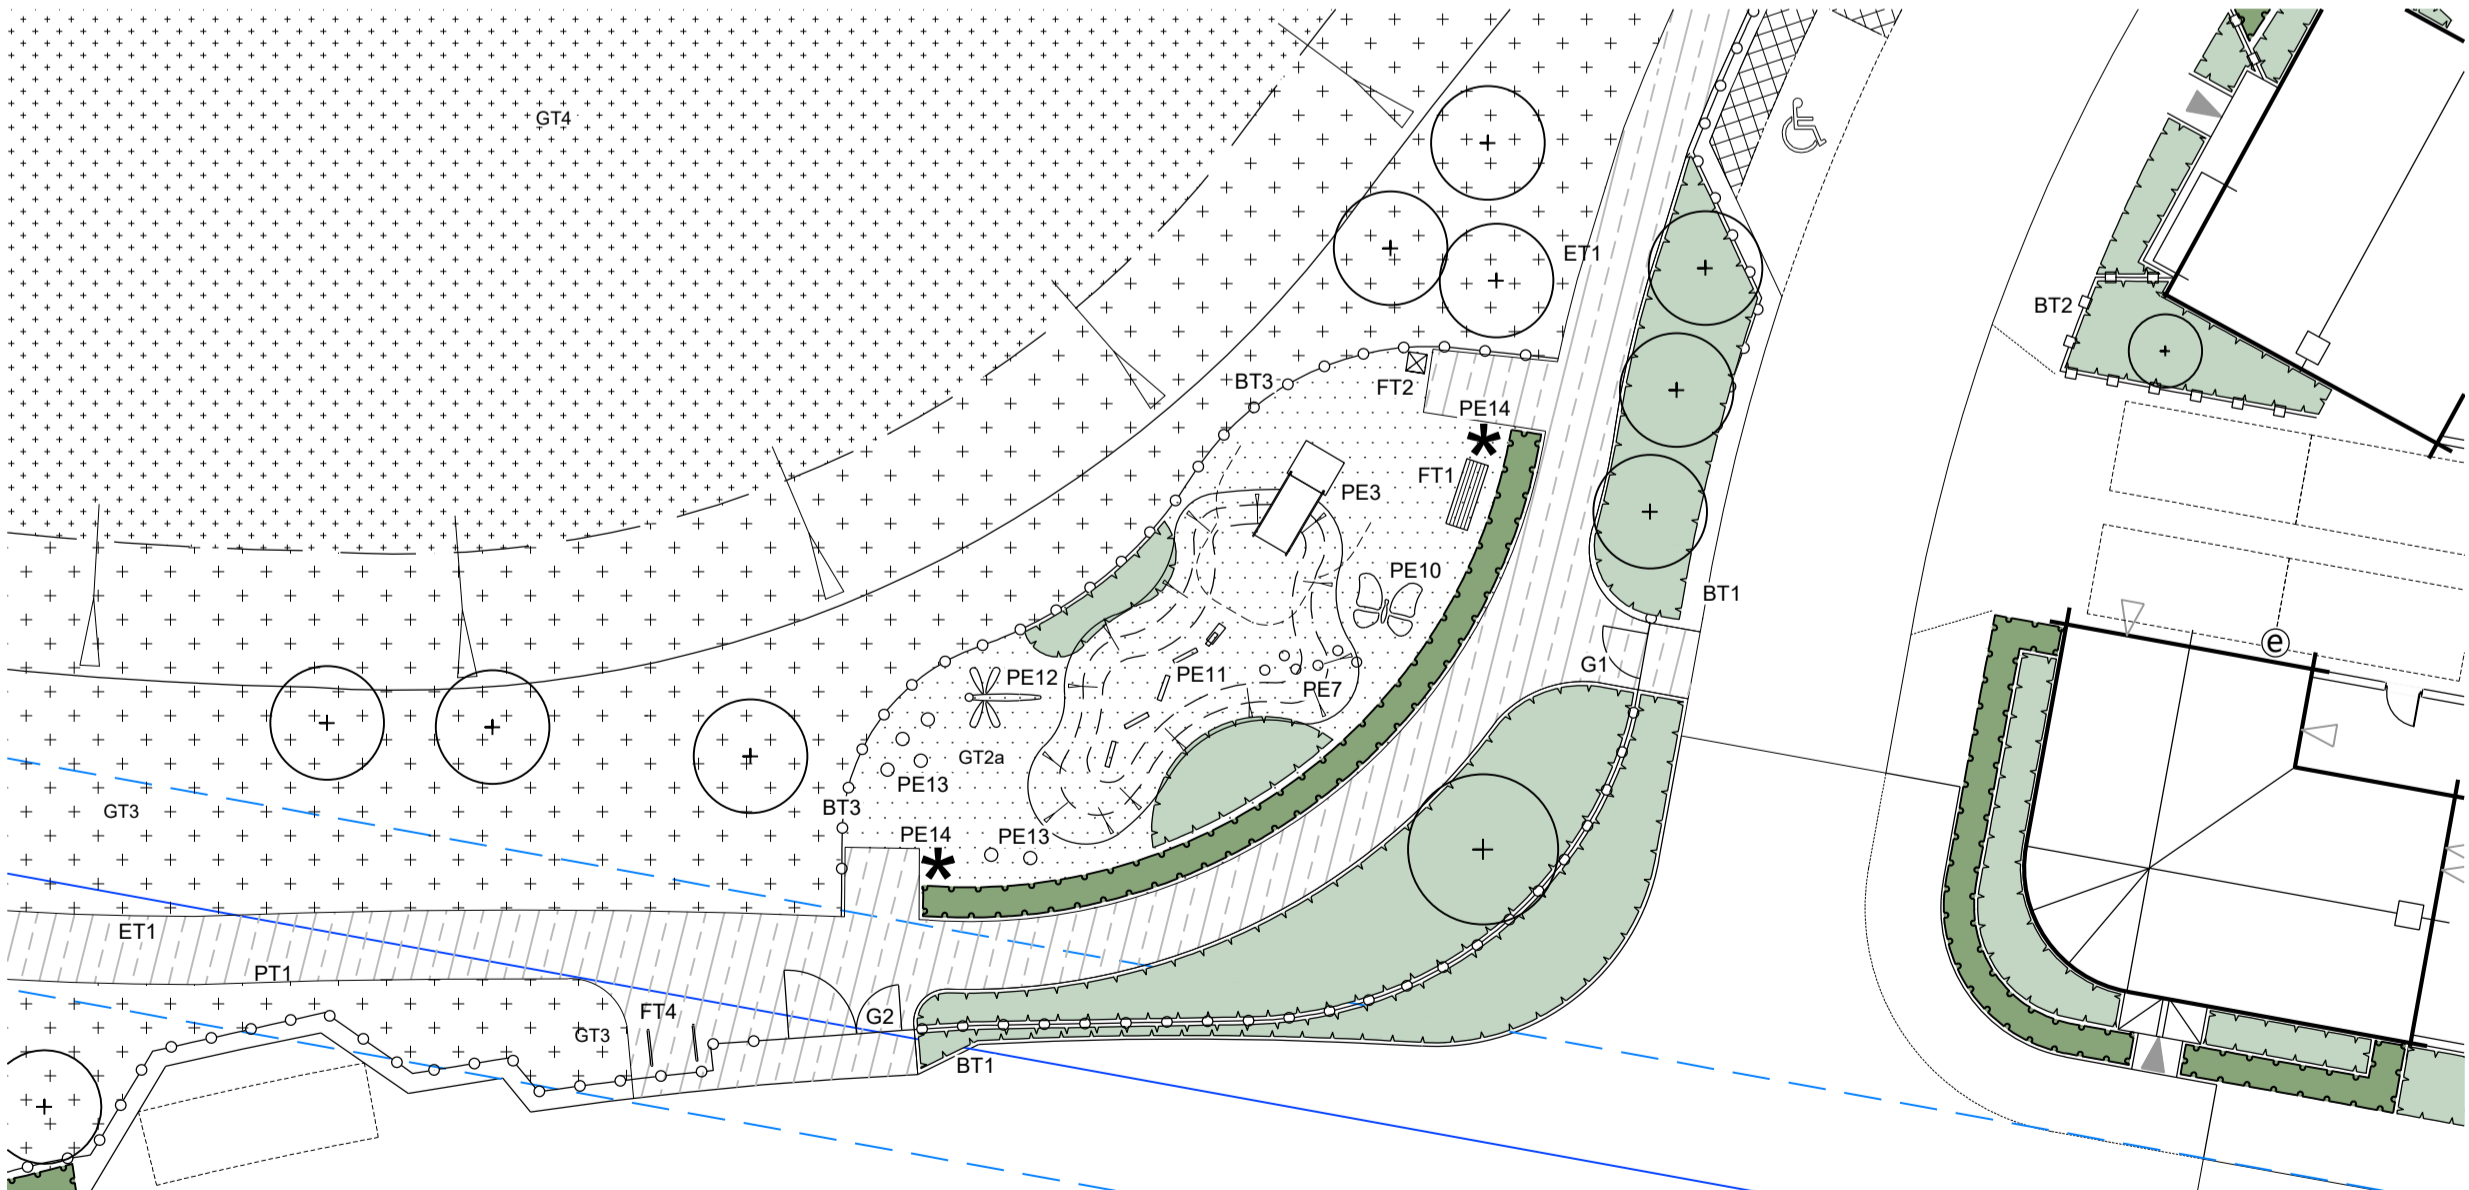 GT4
ET1
BT2
BT3
FT2
PE14
FT1
PE3
PE10
BT1
G1
PE12
PE11
PE7
GT2a
PE13
GT3
BT3
PE14
PE13
ET1
PT1
FT4
G2
GT3
BT1
e